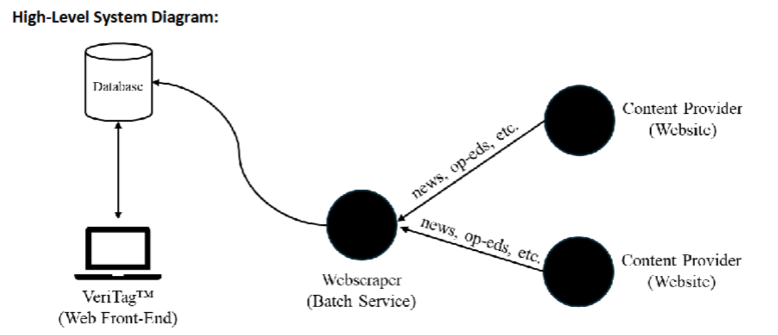 High-Level System Diagram:
Database
Content Provider
(Website)
news, op-eds, etc.
news, op-eds, etc.
Webscraper
(Batch Service)
Content Provider
(Website)
VeriTag™
(Web Front-End)